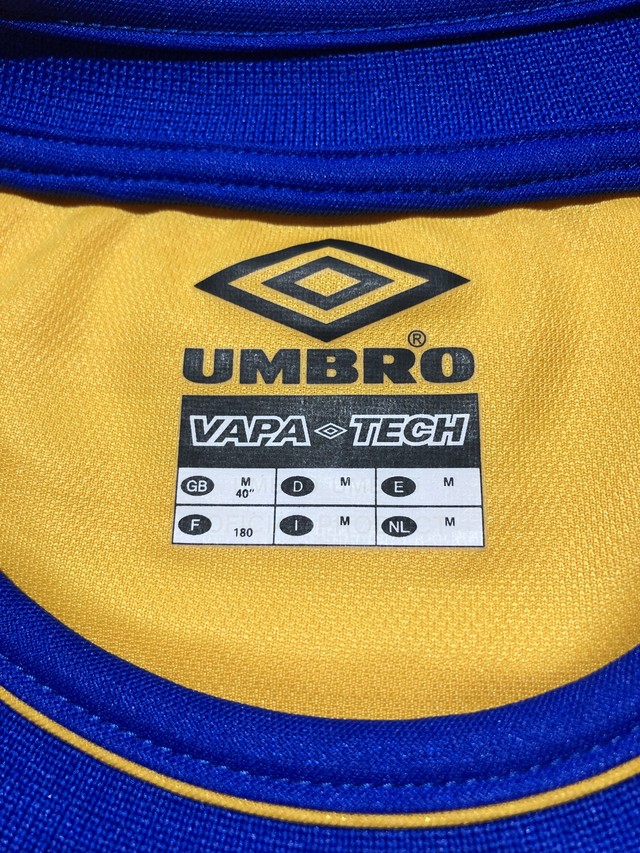 UMBRO®
VAPA TECH
GB M 40" D M E M
F 180 I M NL M